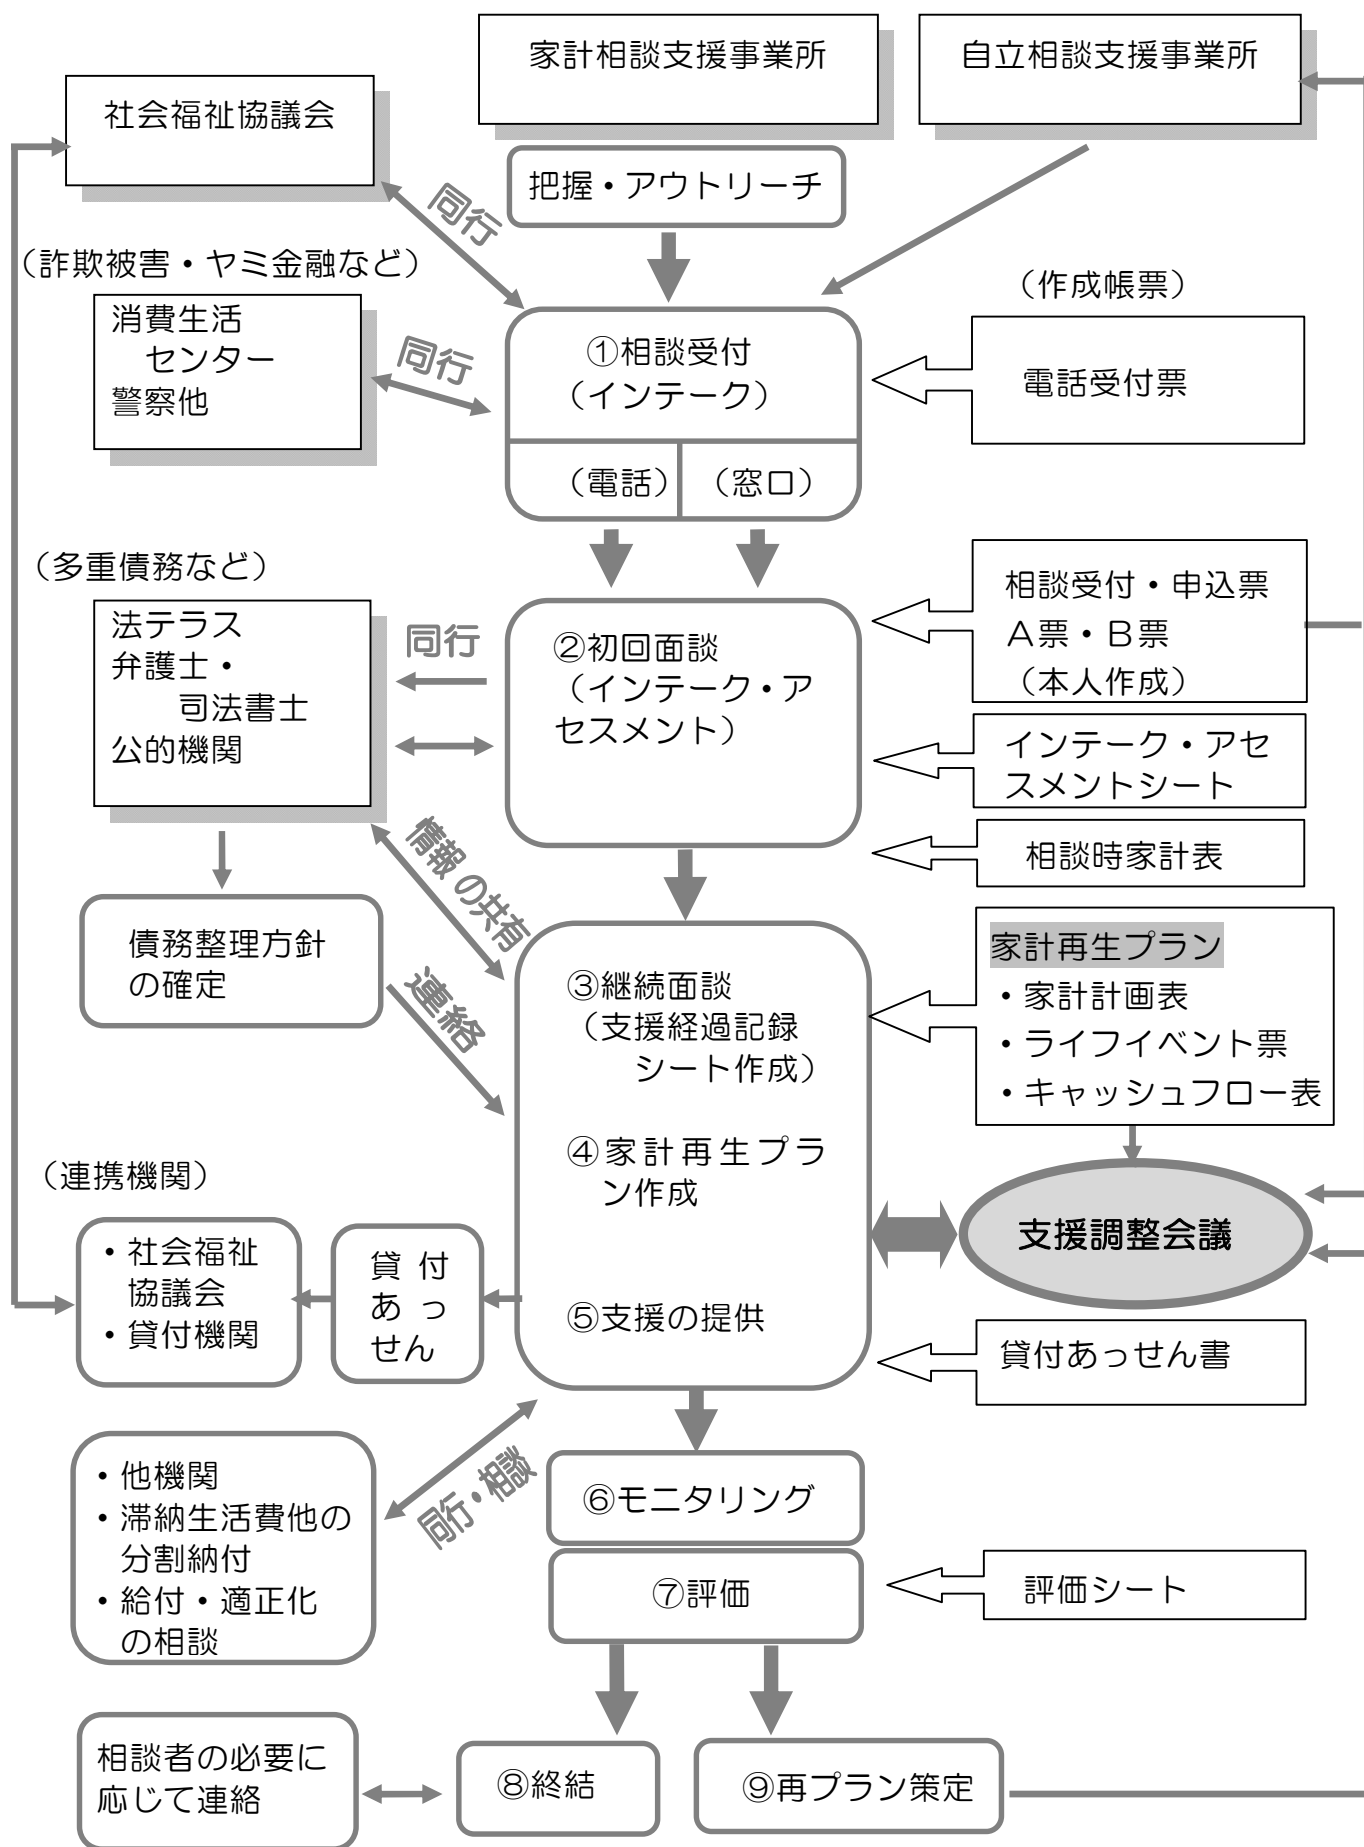 家計相談支援事業所
自立相談支援事業所
社会福祉協議会
把握・アウトリーチ
同行
（詐欺被害・ヤミ金融など）
消費生活
センター
警察他
同行
①相談受付
（インテーク）
（電話）
（窓口）
（作成帳票）
電話受付票
（多重債務など）
法テラス
弁護士・
司法書士
公的機関
同行
②初回面談
（インテーク・ア
セスメント）
相談受付・申込票
Ａ票・Ｂ票
（本人作成）
インテーク・アセ
スメントシート
相談時家計表
情報の共有
債務整理方針
の確定
連絡
③継続面談
（支援経過記録
シート作成）
④家計再生プラ
ン作成
⑤支援の提供
家計再生プラン
・家計計画表
・ライフイベント票
・キャッシュフロー表
支援調整会議
（連携機関）
・社会福祉
協議会
・貸付機関
貸付
あっ
せん
貸付あっせん書
・他機関
・滞納生活費他の
分割納付
・給付・適正化
の相談
同行・相談
⑥モニタリング
⑦評価
評価シート
相談者の必要に
応じて連絡
⑧終結
⑨再プラン策定